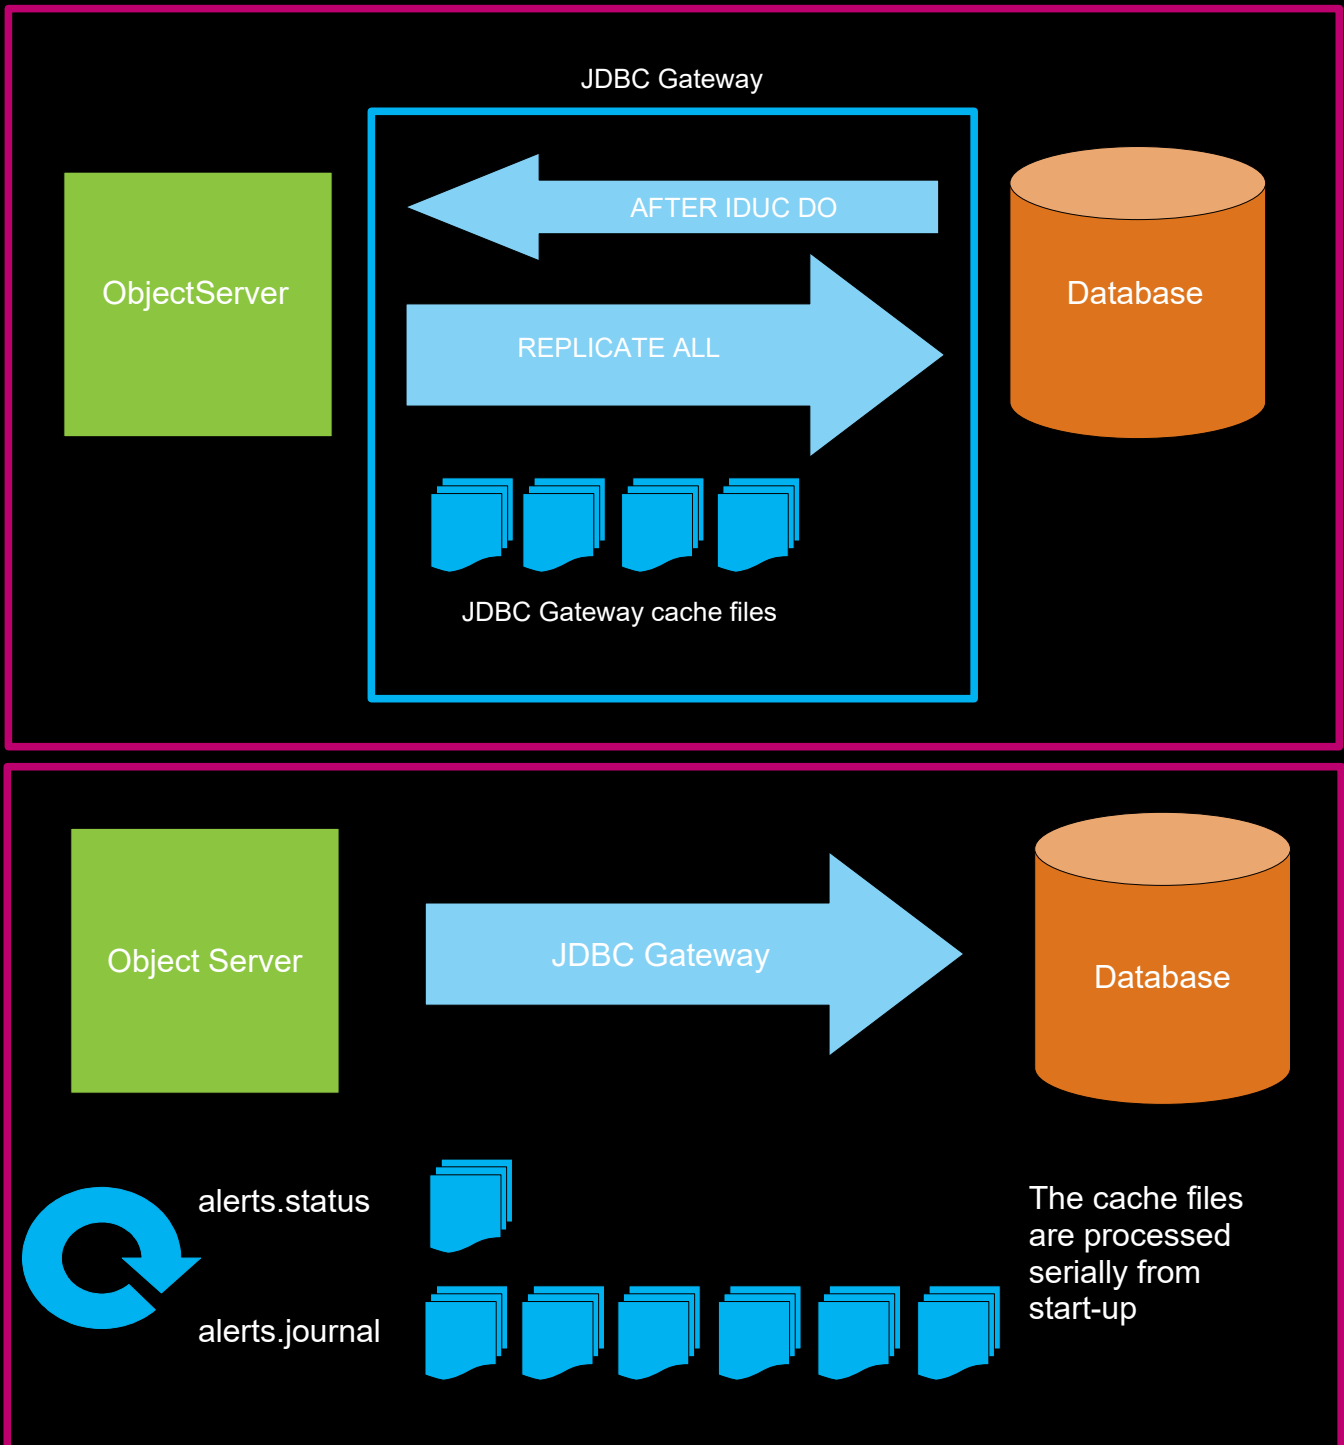 JDBC Gateway
AFTER IDUC DO
ObjectServer
Database
REPLICATE ALL
JDBC Gateway cache files
Object Server
JDBC Gateway
Database
alerts.status
The cache files
are processed
serially from
start-up
alerts.journal